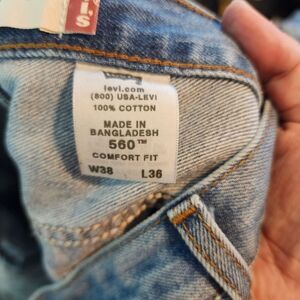 levi.com
(800) USA-LEVI
100% COTTON
MADE IN
BANGLADESH
560™
COMFORT FIT
W38 L36